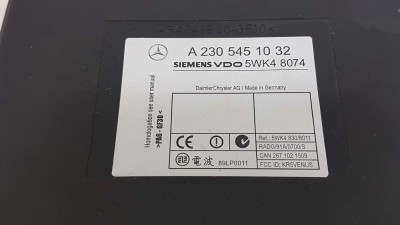 A 230 545 10 32
SIEMENS VDO 5WK4 8074
DaimlerChrysler AG | Made in Germany
Homologation see user manual
>PA6 - GF30<
Ref.: 5WK4 830/8011
RADG/91A/0700/S
CAN 267 102 1509
FCC ID: KR5VENUS
電波
89LP0011